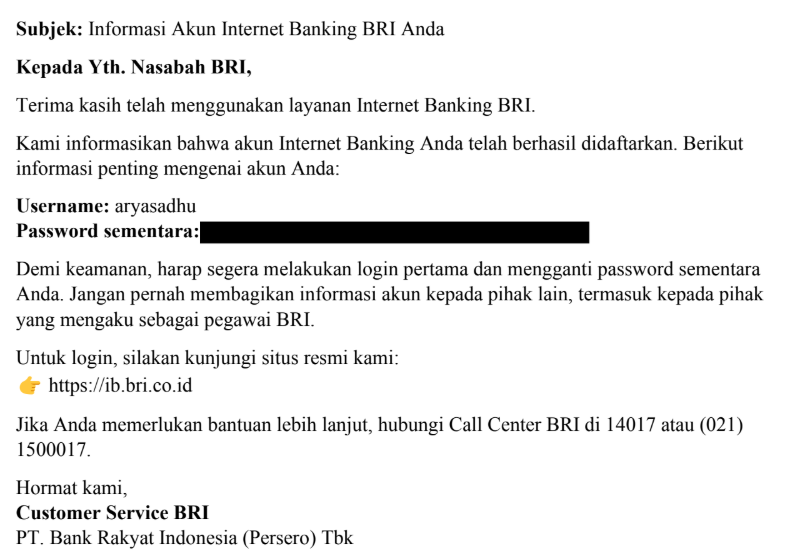 Subjek: Informasi Akun Internet Banking BRI Anda
Kepada Yth. Nasabah BRI,
Terima kasih telah menggunakan layanan Internet Banking BRI.
Kami informasikan bahwa akun Internet Banking Anda telah berhasil didaftarkan. Berikut
informasi penting mengenai akun Anda:
Username: aryasadhu
Password sementara:
Demi keamanan, harap segera melakukan login pertama dan mengganti password sementara
Anda. Jangan pernah membagikan informasi akun kepada pihak lain, termasuk kepada pihak
yang mengaku sebagai pegawai BRI.
Untuk login, silakan kunjungi situs resmi kami:
👉 https://ib.bri.co.id
Jika Anda memerlukan bantuan lebih lanjut, hubungi Call Center BRI di 14017 atau (021)
1500017.
Hormat kami,
Customer Service BRI
PT. Bank Rakyat Indonesia (Persero) Tbk